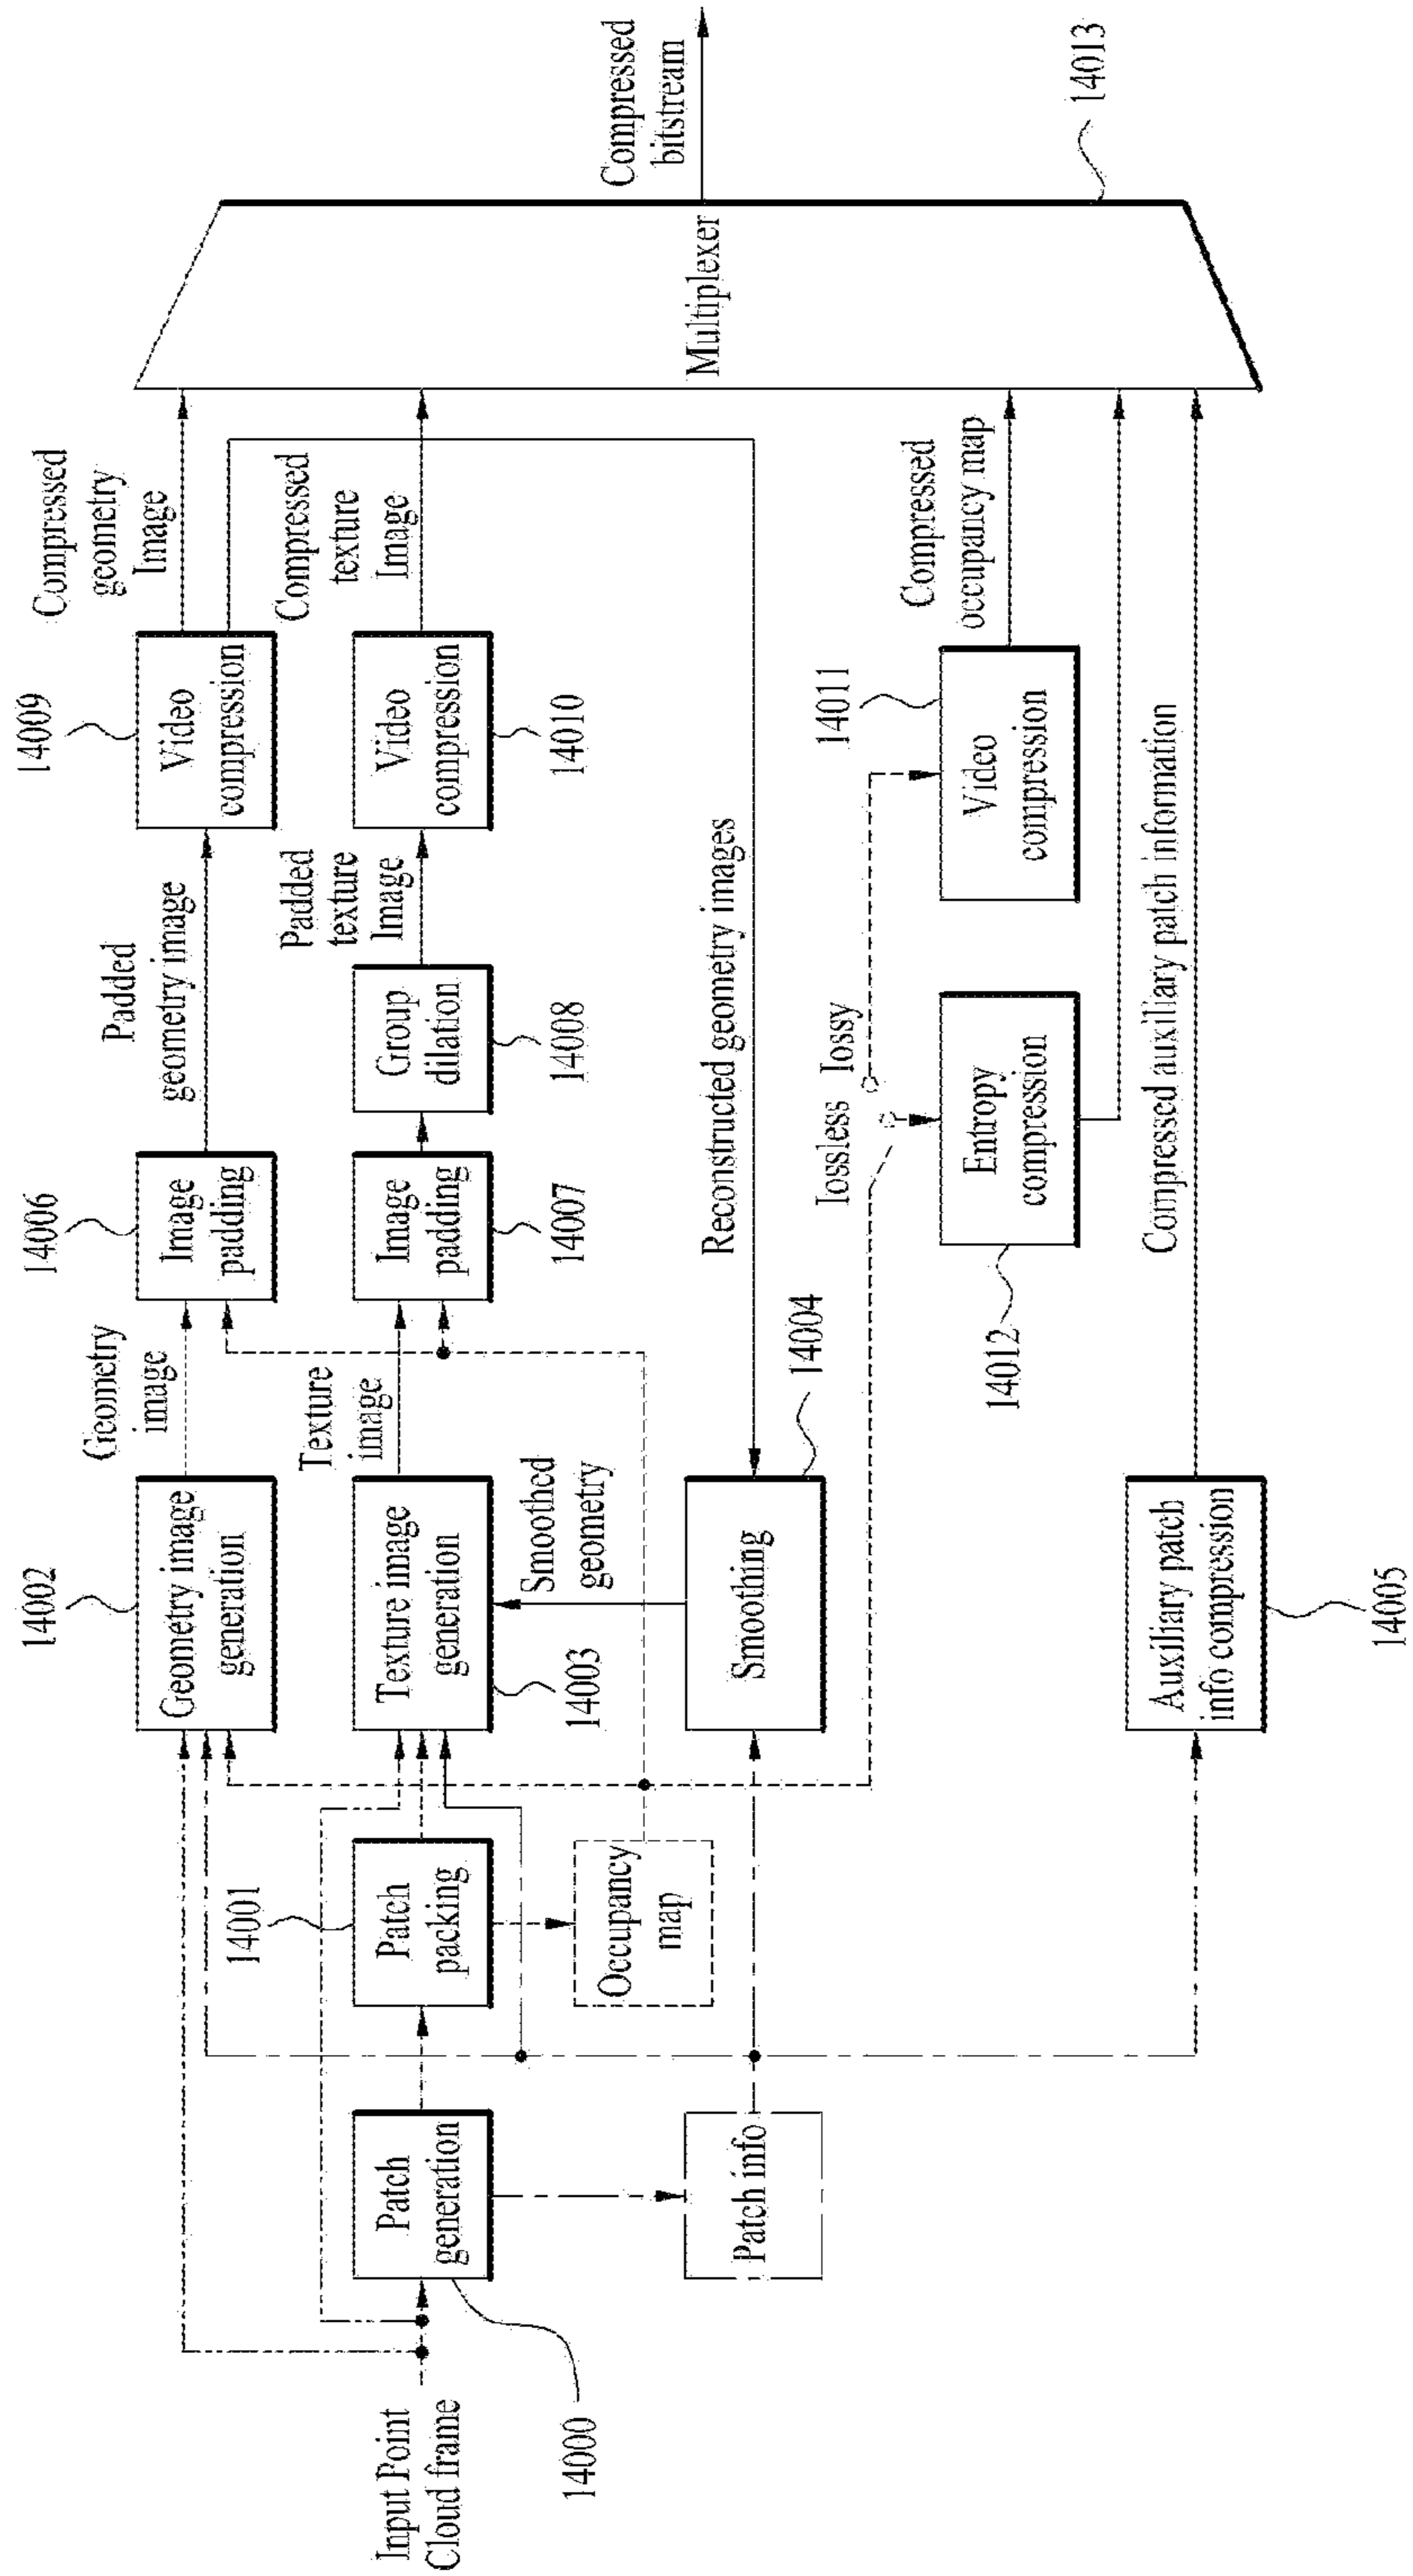 Input Point
Cloud frame
14000
Patch
generation
Patch info
14001
Patch
packing
Occupancy
map
14002
Geometry image
generation
Texture image
generation
14003
Smoothed
geometry
Smoothing
14004
Auxiliary patch
info compression
14005
Geometry
image
Texture
image
14006
Image
padding
Image
padding
14007
Group
dilation
14008
Padded
geometry image
Padded
texture
Image
14009
Video
compression
Video
compression
14010
Reconstructed geometry images
lossless
lossy
Entropy
compression
14012
14011
Video
compression
Compressed auxiliary patch information
Compressed
geometry
Image
Compressed
texture
Image
Compressed
occupancy map
Multiplexer
14013
Compressed
bitstream